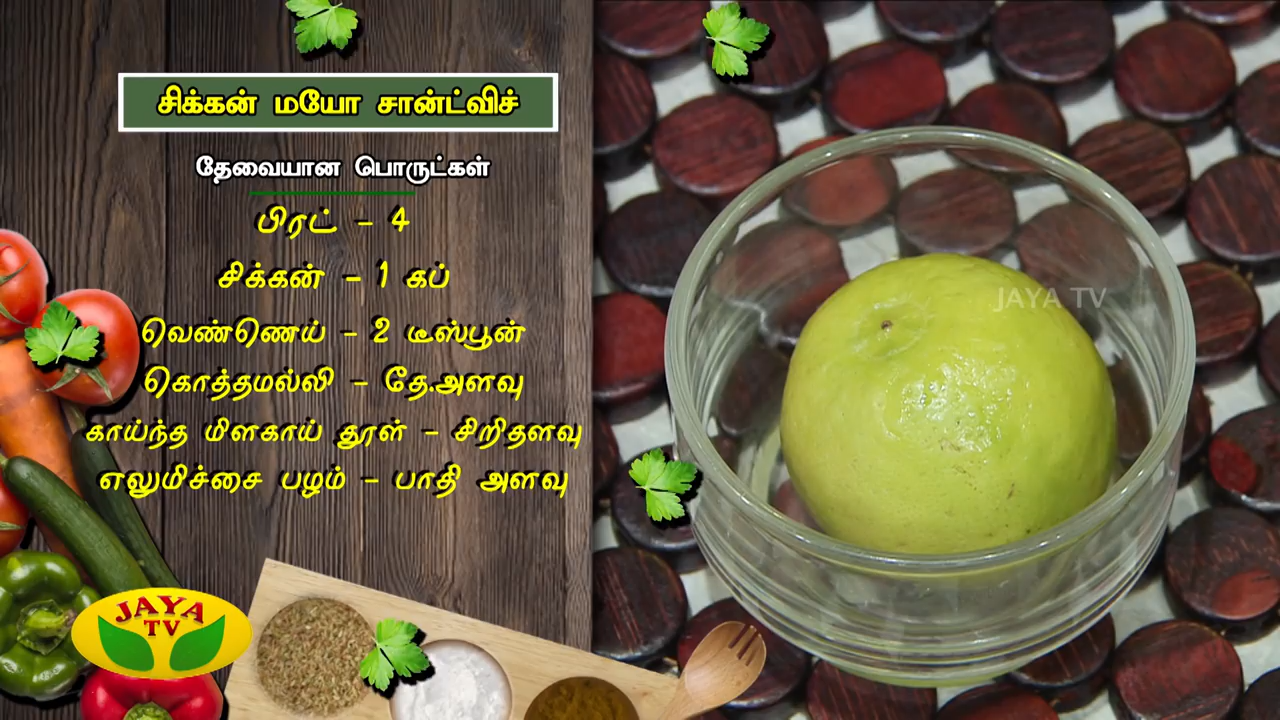 சிக்கன் மயோ சான்ட்விச்
தேவையான பொருட்கள்
பிரட் - 4
சிக்கன் - 1 கப்
வெண்ணெய் - 2 டீஸ்பூன்
கொத்தமல்லி - தே.அளவு
காய்ந்த மிளகாய் தூள் - சிறிதளவு
எலுமிச்சை பழம் - பாதி அளவு
JAYA TV
JAYA
TV